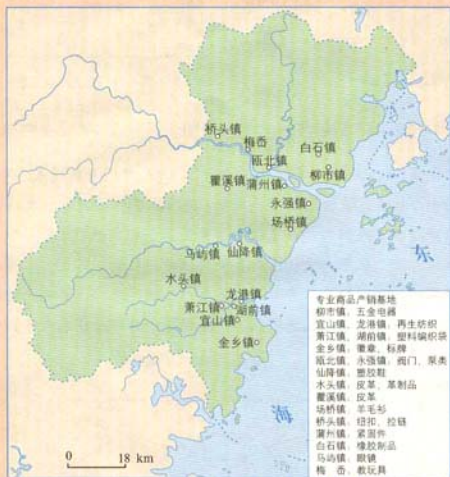 桥头镇
梅岙
瓯北镇
白石镇
柳市镇
瞿溪镇
蒲州镇
永强镇
场桥镇
马屿镇
仙降镇
水头镇
龙港镇
萧江镇
湖前镇
宜山镇
金乡镇
东
海
0 18 km
专业商品产销基地
柳市镇：五金电器
宜山镇、龙港镇：再生纺织
萧江镇、湖前镇：塑料编织袋
金乡镇：徽章、标牌
瓯北镇、永强镇：阀门、泵类
仙降镇：塑胶鞋
水头镇：皮革、革制品
瞿溪镇：皮革
场桥镇：羊毛衫
桥头镇：纽扣、拉链
蒲州镇：紧固件
白石镇：橡胶制品
马屿镇：眼镜
梅 岙：教玩具